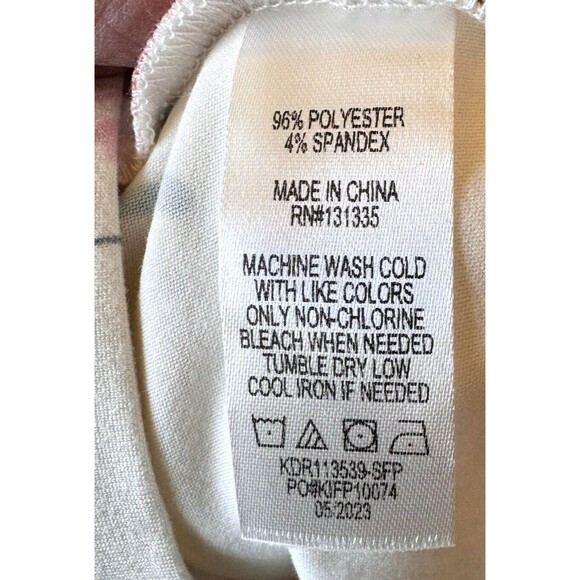 96% POLYESTER
4% SPANDEX
MADE IN CHINA
RN#131335
MACHINE WASH COLD
WITH LIKE COLORS
ONLY NON-CHLORINE
BLEACH WHEN NEEDED
TUMBLE DRY LOW
COOL IRON IF NEEDED
KDR113539-SFP
PO#KIFP10074
05/2023